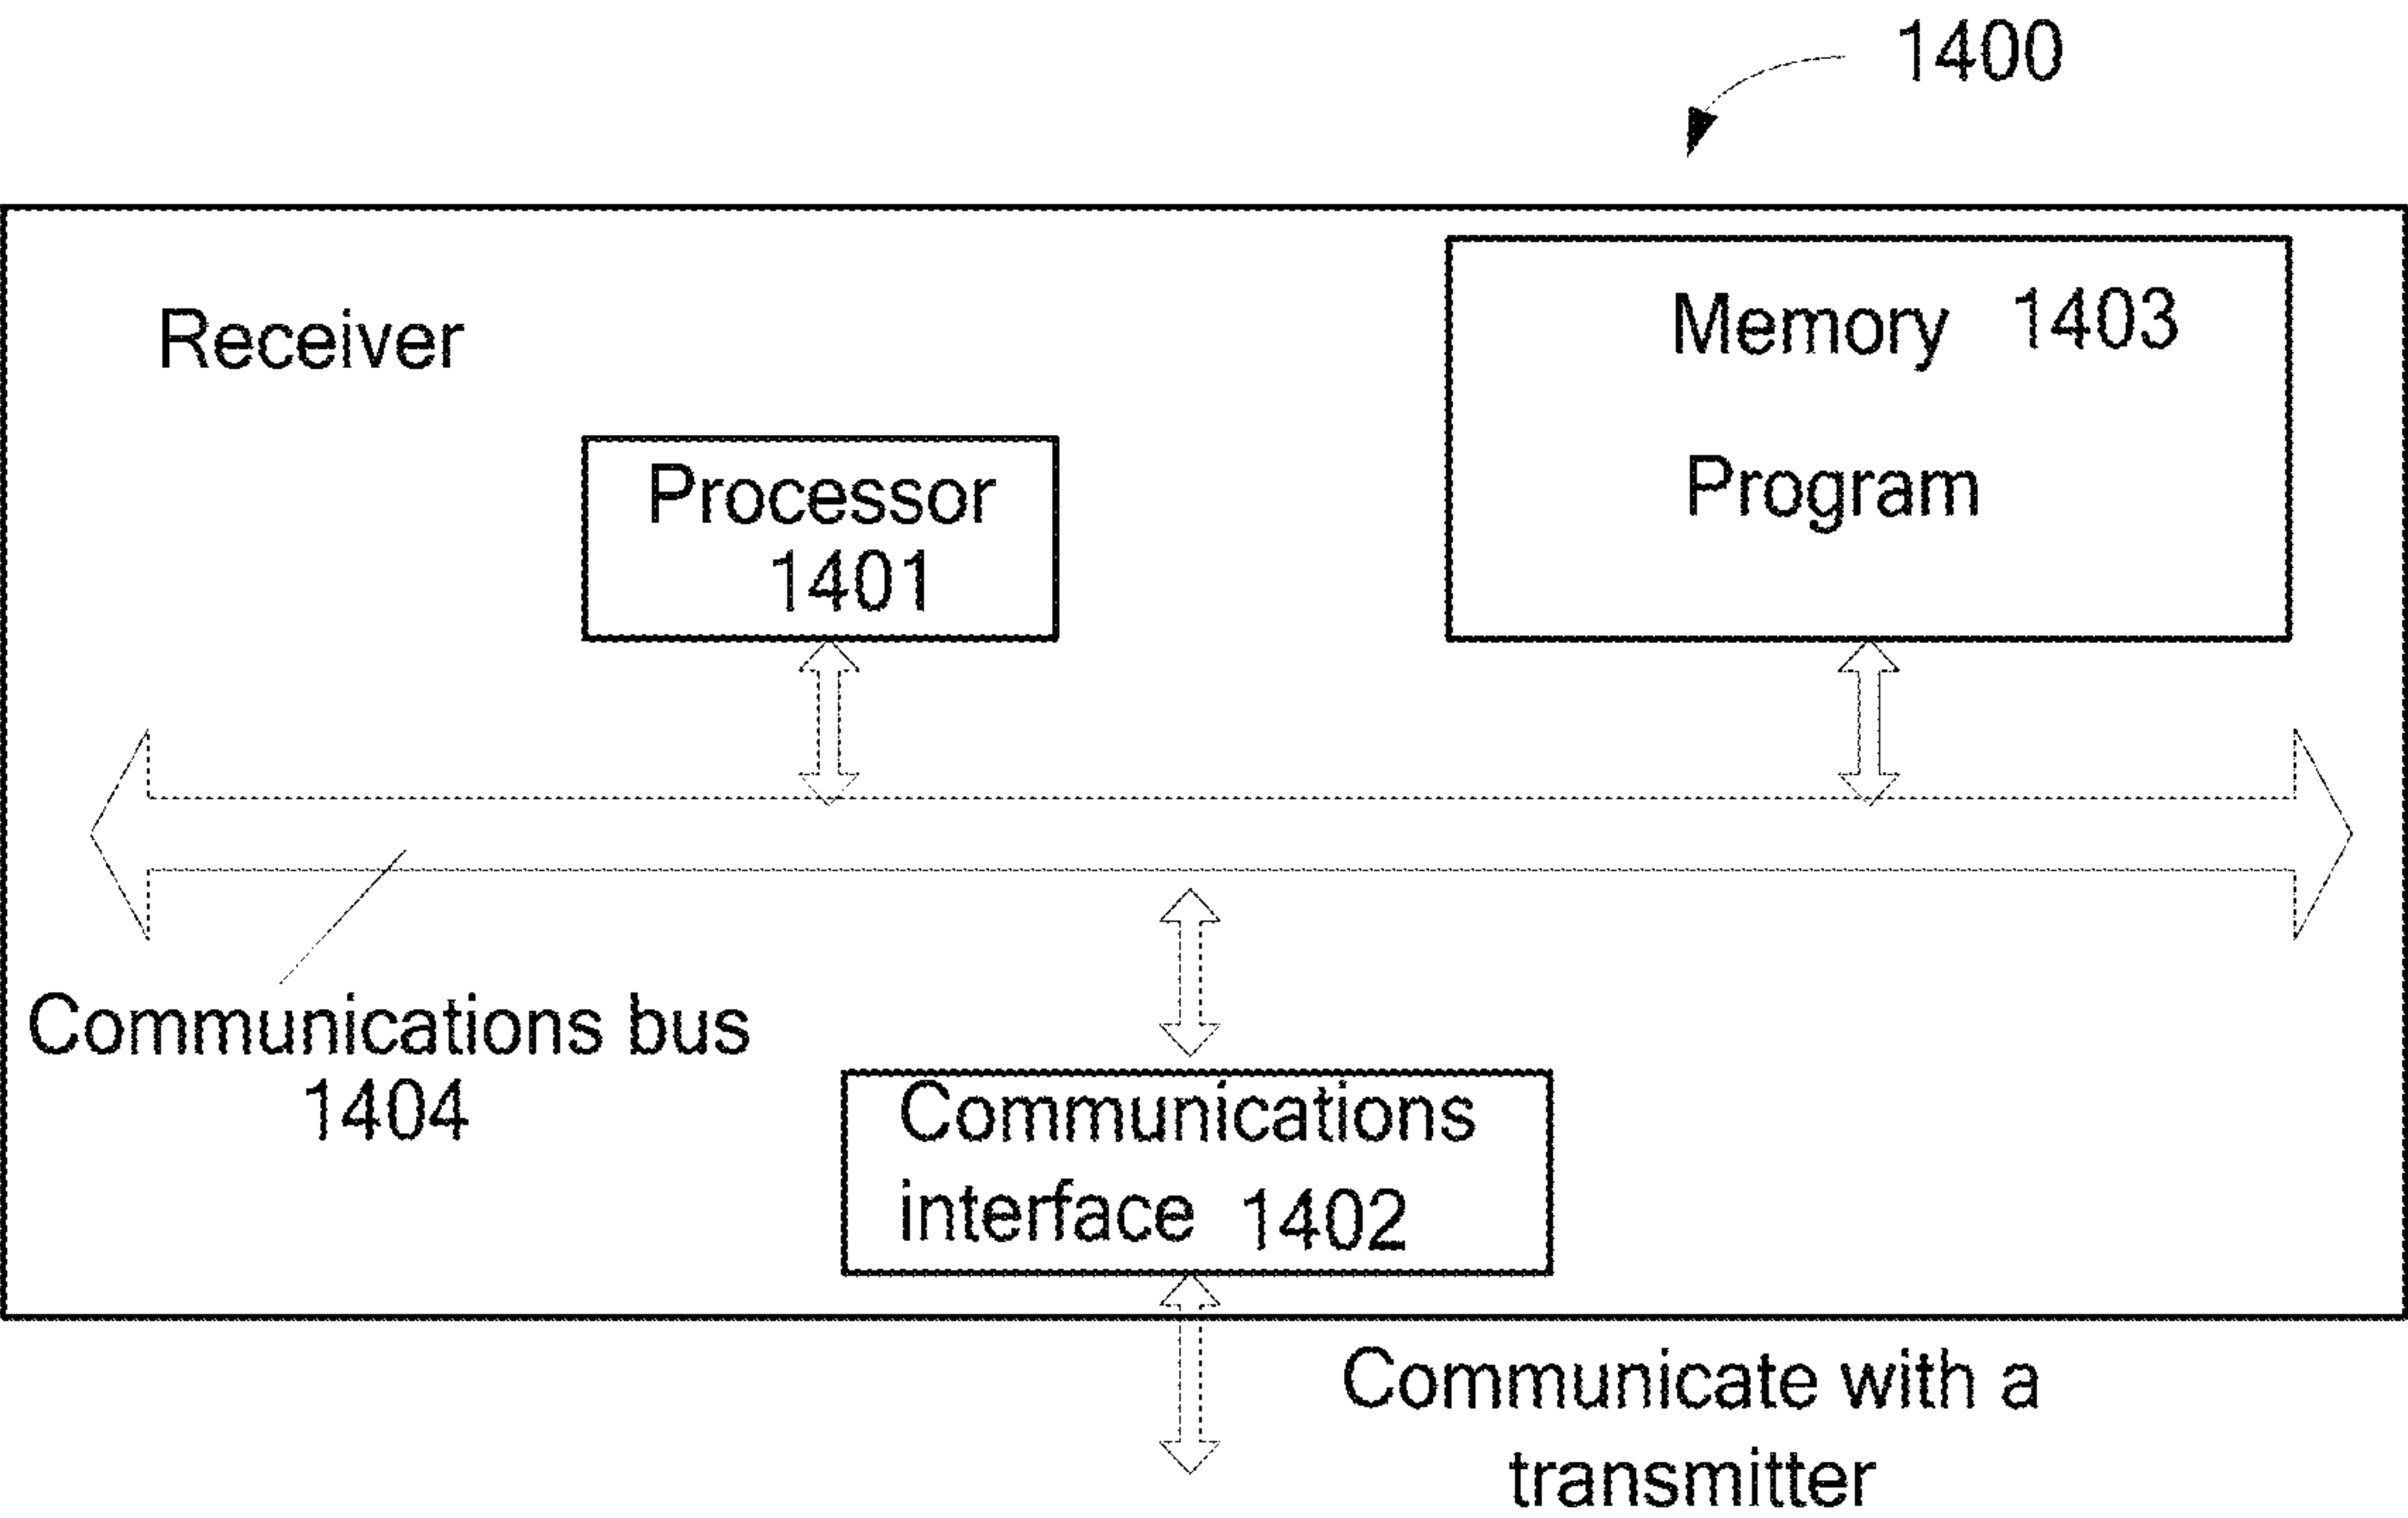 1400
Receiver
Memory 1403
Program
Processor
1401
Communications bus
1404
Communications
interface 1402
Communicate with a
transmitter